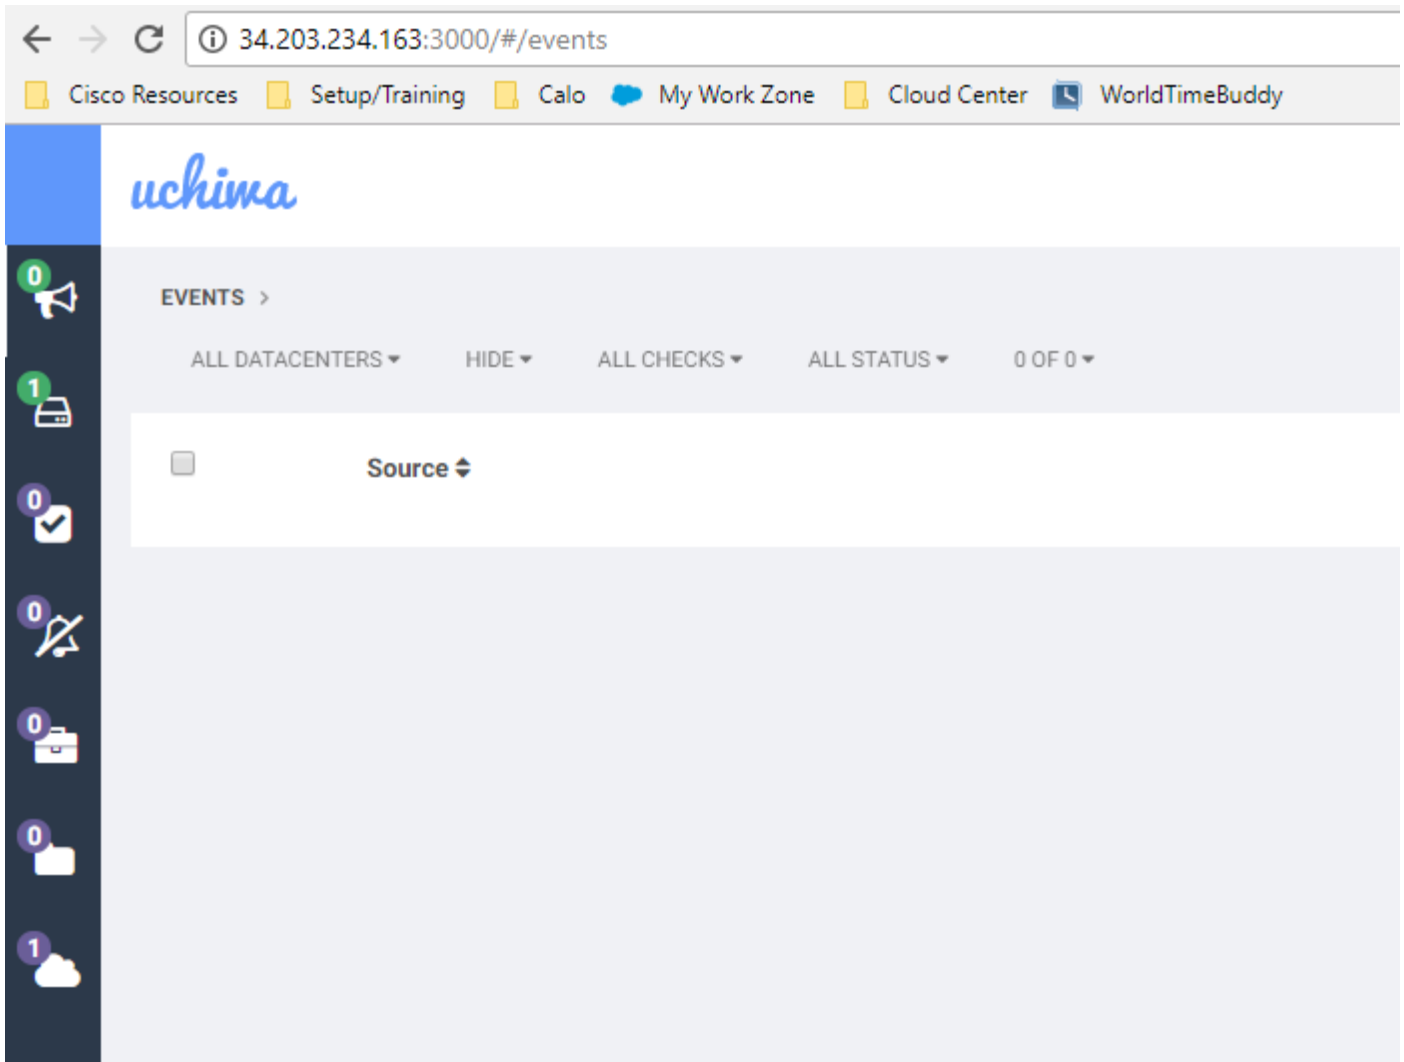 34.203.234.163:3000/#/events
Cisco Resources Setup/Training Calo My Work Zone Cloud Center WorldTimeBuddy
uchiwa
0
EVENTS >
ALL DATACENTERS HIDE ALL CHECKS ALL STATUS 0 OF 0
1
Source
0
0
0
0
1